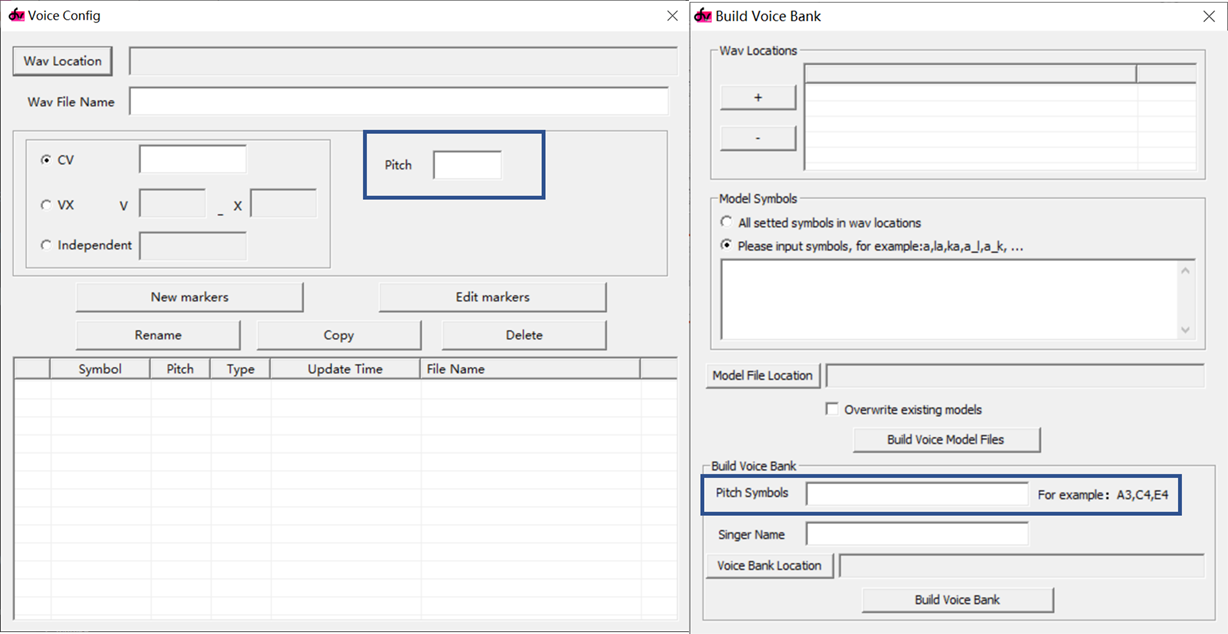 Voice Config
Wav Location
Wav File Name
CV
Pitch
VX V _ X
Independent
New markers Edit markers
Rename Copy Delete
Symbol Pitch Type Update Time File Name
Build Voice Bank
Wav Locations
+
-
Model Symbols
All setted symbols in wav locations
Please input symbols, for example:a,la,ka,a_l,a_k, ...
Model File Location
Overwrite existing models
Build Voice Model Files
Build Voice Bank
Pitch Symbols For example: A3,C4,E4
Singer Name
Voice Bank Location
Build Voice Bank